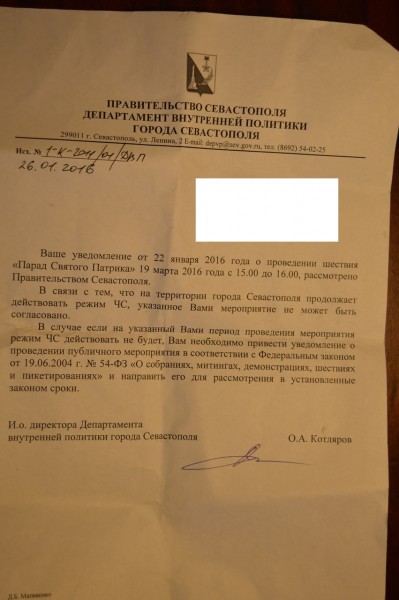 ПРАВИТЕЛЬСТВО СЕВАСТОПОЛЯ
ДЕПАРТАМЕНТ ВНУТРЕННЕЙ ПОЛИТИКИ
ГОРОДА СЕВАСТОПОЛЯ
299011 г. Севастополь, ул. Ленина, 2 E-mail: depvp@sev.gov.ru, тел. (8692) 54-02-25
Исх. №
26.01.2016
Ваше уведомление от 22 января 2016 года о проведении шествия
«Парад Святого Патрика» 19 марта 2016 года с 15.00 до 16.00, рассмотрено
Правительством Севастополя.
В связи с тем, что на территории города Севастополя продолжает
действовать режим ЧС, указанное Вами мероприятие не может быть
согласовано.
В случае если на указанный Вами период проведения мероприятия
режим ЧС действовать не будет, Вам необходимо привести уведомление о
проведении публичного мероприятия в соответствии с Федеральным законом
от 19.06.2004 г. № 54-ФЗ «О собраниях, митингах, демонстрациях, шествиях
и пикетированиях» и направить его для рассмотрения в установленные
законом сроки.
И.о. директора Департамента
внутренней политики города Севастополя О.А. Котляров